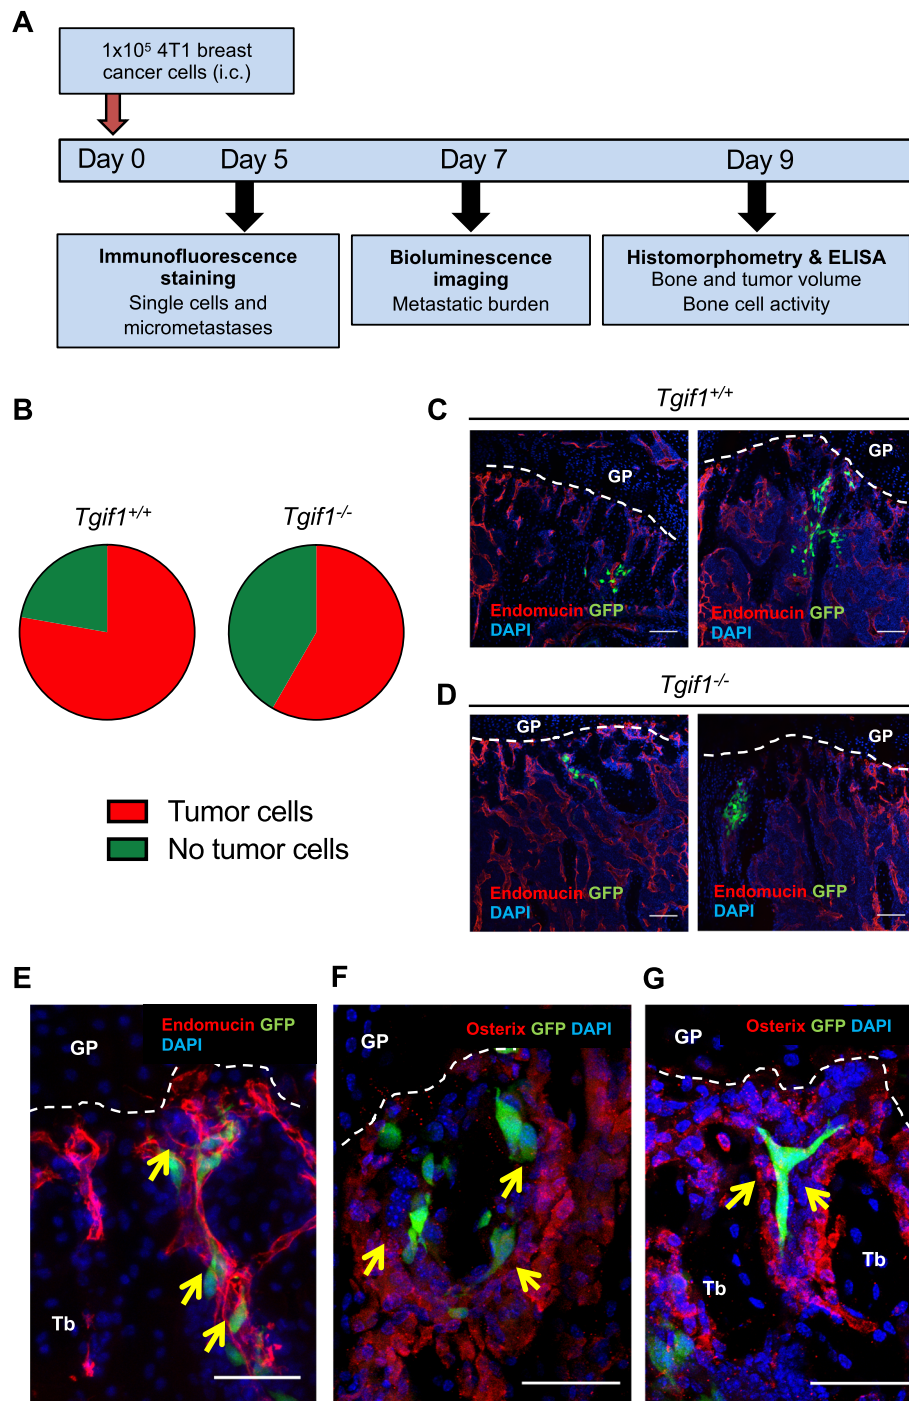 A
1x10⁵ 4T1 breast
cancer cells (i.c.)
Day 0 Day 5 Day 7 Day 9
Immunofluorescence
staining
Single cells and
micrometastases
Bioluminescence
imaging
Metastatic burden
Histomorphometry & ELISA
Bone and tumor volume
Bone cell activity
B
Tgif1+/+ Tgif1-/-
Tumor cells
No tumor cells
C
Tgif1+/+
GP
Endomucin GFP
DAPI
GP
Endomucin GFP
DAPI
D
Tgif1-/-
GP
Endomucin GFP
DAPI
GP
Endomucin GFP
DAPI
E
Endomucin GFP
DAPI
GP
Tb
F
Osterix GFP DAPI
GP
G
Osterix GFP DAPI
GP
Tb
Tb